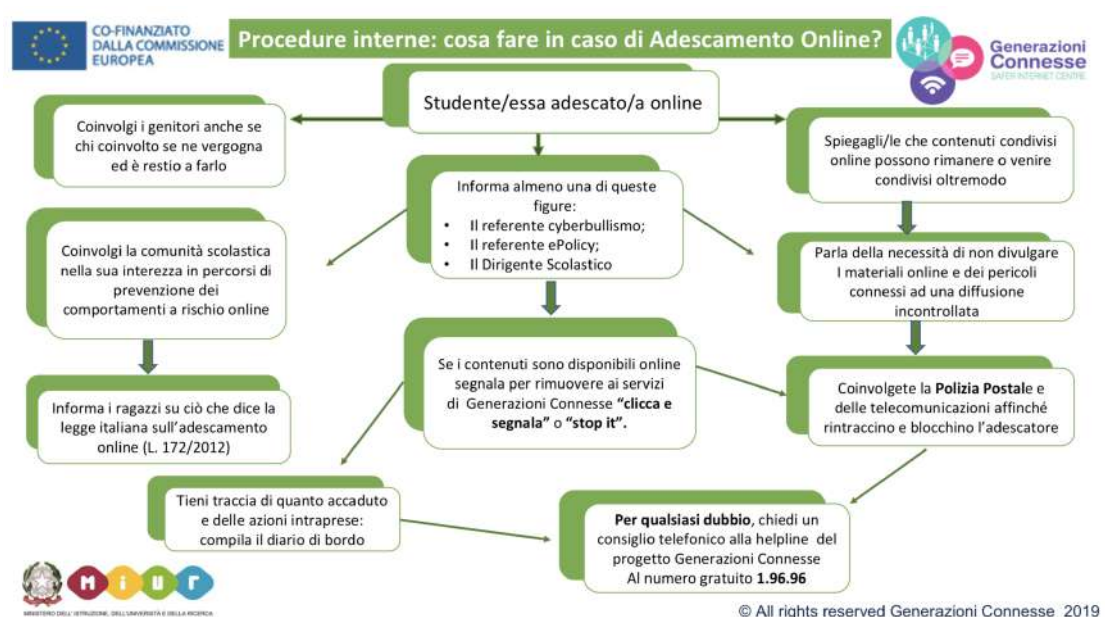 CO-FINANZIATO
DALLA COMMISSIONE
EUROPEA
Procedure interne: cosa fare in caso di Adescamento Online?
Generazioni
Connesse
SAFER INTERNET CENTRE
Studente/essa adescato/a online
Coinvolgi i genitori anche se
chi coinvolto se ne vergogna
ed è restio a farlo
Spiegagli/le che contenuti condivisi
online possono rimanere o venire
condivisi oltremodo
Informa almeno una di queste
figure:
• Il referente cyberbullismo;
• Il referente ePolicy;
• Il Dirigente Scolastico
Coinvolgi la comunità scolastica
nella sua interezza in percorsi di
prevenzione dei
comportamenti a rischio online
Parla della necessità di non divulgare
I materiali online e dei pericoli
connessi ad una diffusione
incontrollata
Se i contenuti sono disponibili online
segnala per rimuovere ai servizi
di Generazioni Connesse “clicca e
segnala” o “stop it”.
Informa i ragazzi su ciò che dice la
legge italiana sull’adescamento
online (L. 172/2012)
Coinvolgete la Polizia Postale e
delle telecomunicazioni affinché
rintraccino e blocchino l’adescatore
Tieni traccia di quanto accaduto
e delle azioni intraprese:
compila il diario di bordo
Per qualsiasi dubbio, chiedi un
consiglio telefonico alla helpline del
progetto Generazioni Connesse
Al numero gratuito 1.96.96
MIUR
MINISTERO DELL' ISTRUZIONE, DELL'UNIVERSITÀ E DELLA RICERCA
© All rights reserved Generazioni Connesse 2019